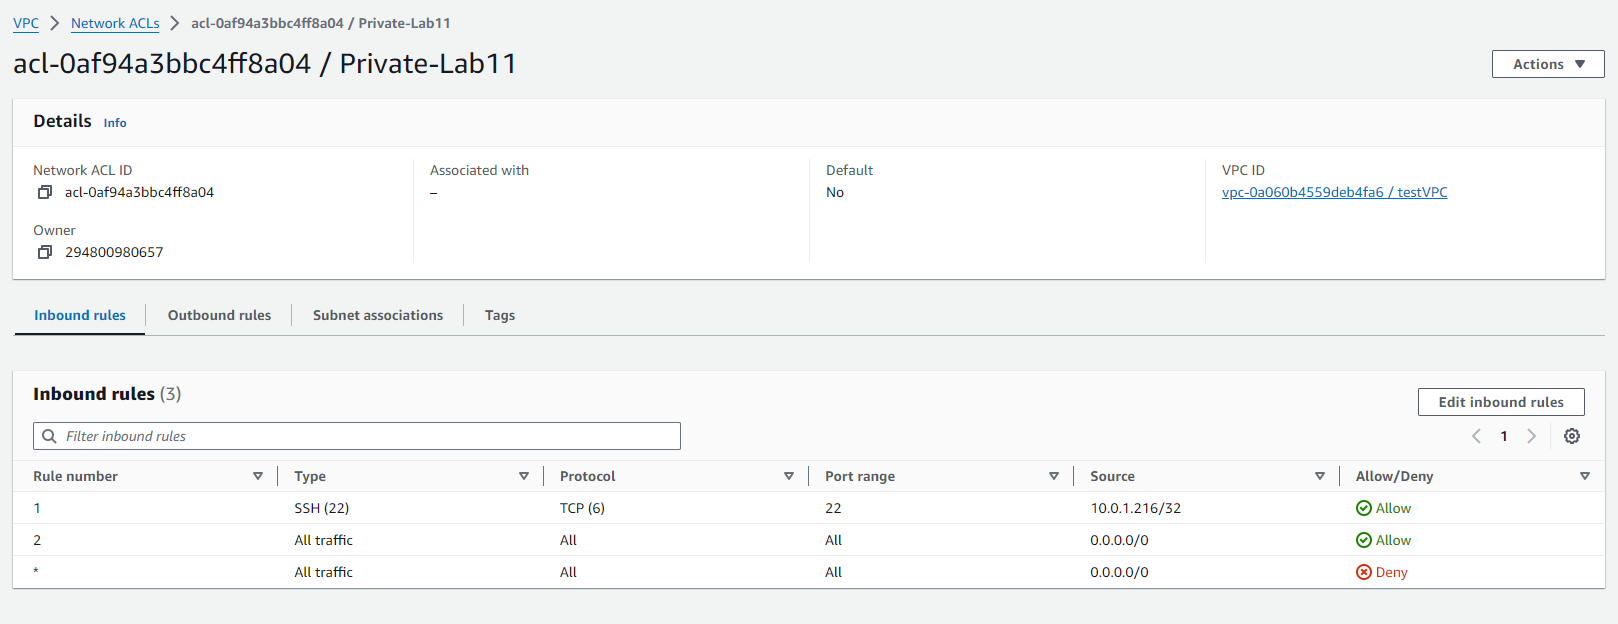 VPC > Network ACLs > acl-0af94a3bbc4ff8a04 / Private-Lab11
acl-0af94a3bbc4ff8a04 / Private-Lab11
Actions
Details Info
Network ACL ID Associated with Default VPC ID
acl-0af94a3bbc4ff8a04 – No vpc-0a060b4559deb4fa6 / testVPC
Owner
294800980657
Inbound rules Outbound rules Subnet associations Tags
Inbound rules (3)
Edit inbound rules
Filter inbound rules
1
Rule number Type Protocol Port range Source Allow/Deny
1 SSH (22) TCP (6) 22 10.0.1.216/32 Allow
2 All traffic All All 0.0.0.0/0 Allow
* All traffic All All 0.0.0.0/0 Deny